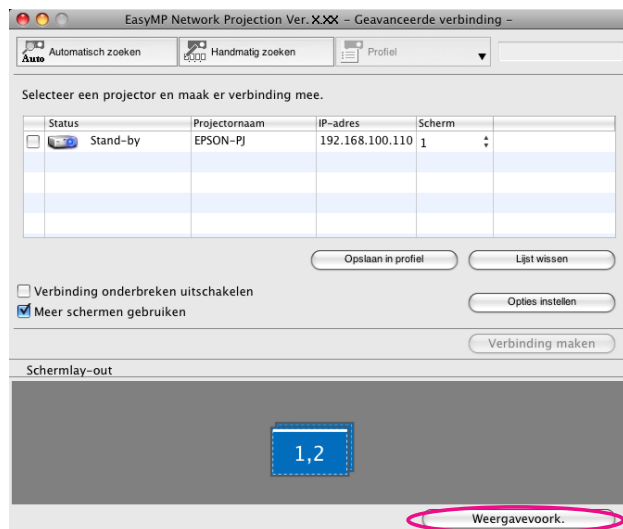 EasyMP Network Projection Ver. X.XX – Geavanceerde verbinding –
Auto Automatisch zoeken Handmatig zoeken Profiel
Selecteer een projector en maak er verbinding mee.
Status Projectornaam IP-adres Scherm
Stand-by EPSON-PJ 192.168.100.110 1
Opslaan in profiel Lijst wissen
Verbinding onderbreken uitschakelen
Meer schermen gebruiken
Opties instellen
Verbinding maken
Schermlay-out
1,2
Weergavevoork.